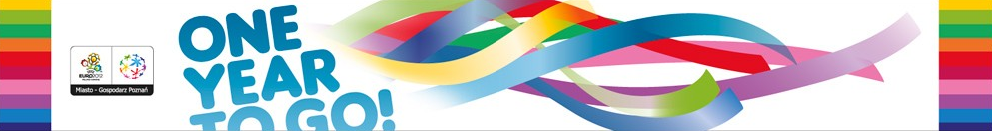 ONE
YEAR
TO GO!
EURO2012
Miasto - Gospodarz Poznań